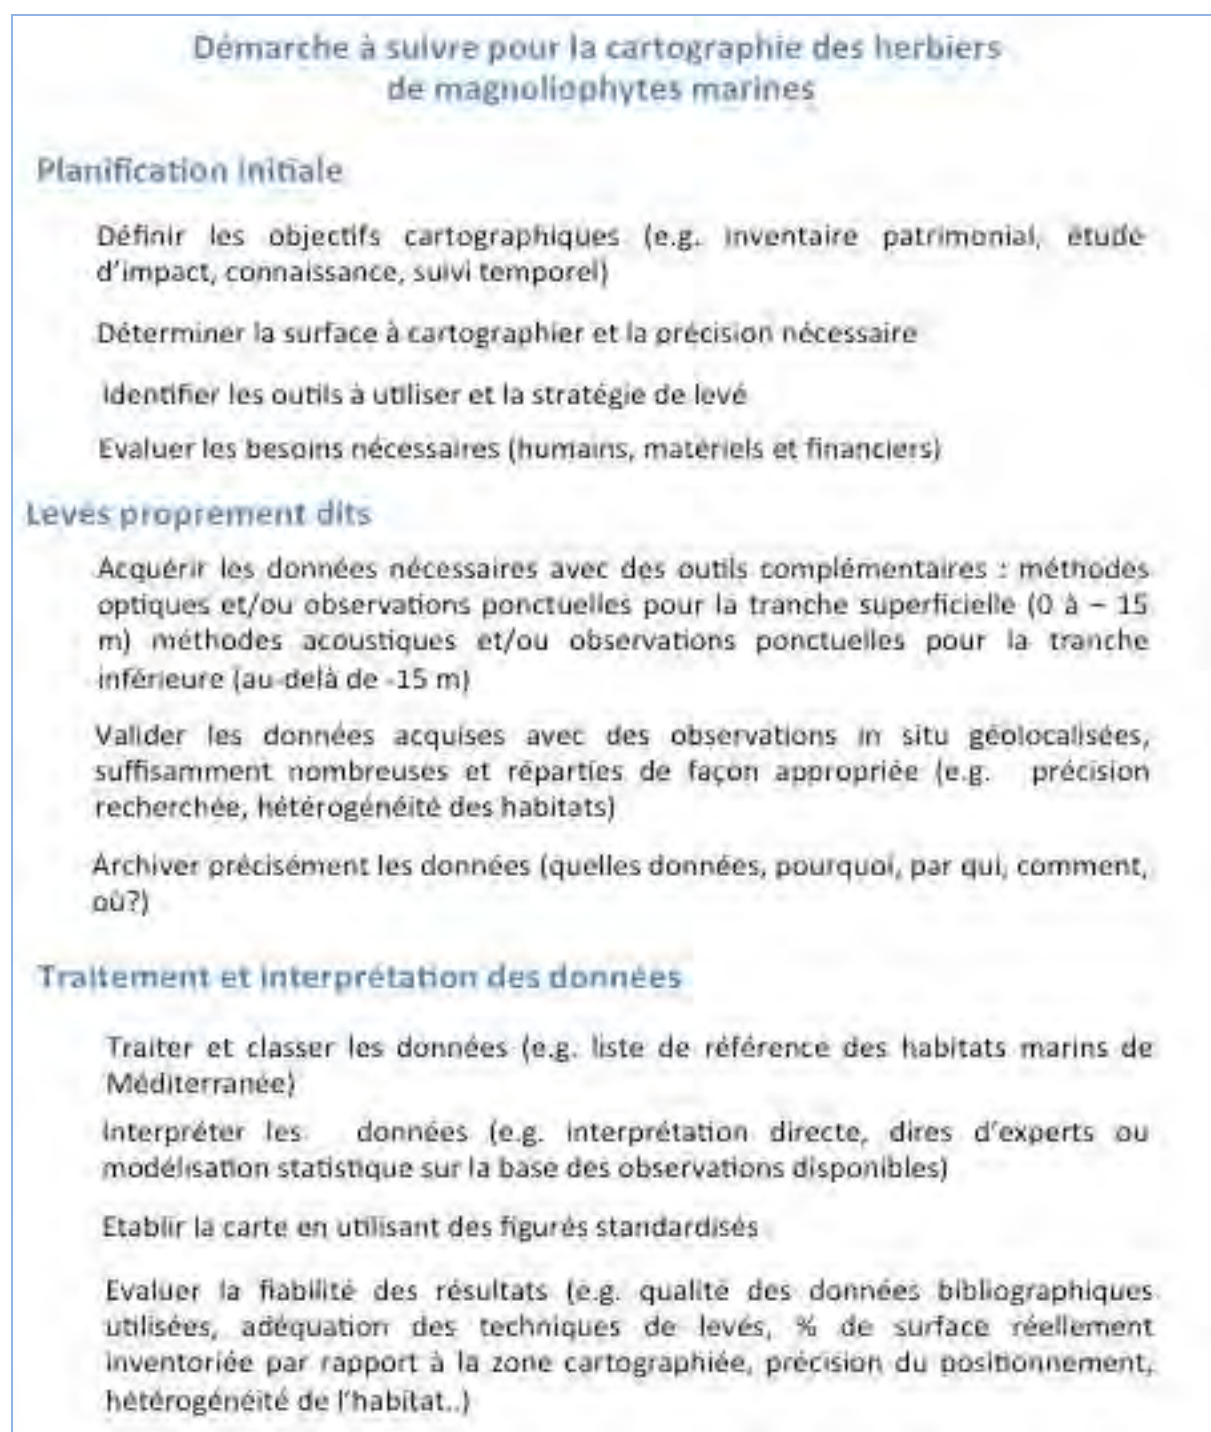 Démarche à suivre pour la cartographie des herbiers
de magnoliophytes marines
Planification initiale
Définir les objectifs cartographiques (e.g. inventaire patrimonial, étude
d'impact, connaissance, suivi temporel)
Déterminer la surface à cartographier et la précision nécessaire
Identifier les outils à utiliser et la stratégie de levé
Evaluer les besoins nécessaires (humains, matériels et financiers)
Levés proprement dits
Acquérir les données nécessaires avec des outils complémentaires : méthodes
optiques et/ou observations ponctuelles pour la tranche superficielle (0 à – 15
m) méthodes acoustiques et/ou observations ponctuelles pour la tranche
inférieure (au-delà de -15 m)
Valider les données acquises avec des observations in situ géolocalisées,
suffisamment nombreuses et réparties de façon appropriée (e.g. précision
recherchée, hétérogénéité des habitats)
Archiver précisément les données (quelles données, pourquoi, par qui, comment,
où?)
Traitement et interprétation des données
Traiter et classer les données (e.g. liste de référence des habitats marins de
Méditerranée)
Interpréter les données (e.g. interprétation directe, dires d'experts ou
modélisation statistique sur la base des observations disponibles)
Etablir la carte en utilisant des figurés standardisés
Evaluer la fiabilité des résultats (e.g. qualité des données bibliographiques
utilisées, adéquation des techniques de levés, % de surface réellement
inventoriée par rapport à la zone cartographiée, précision du positionnement,
hétérogénéité de l'habitat..)